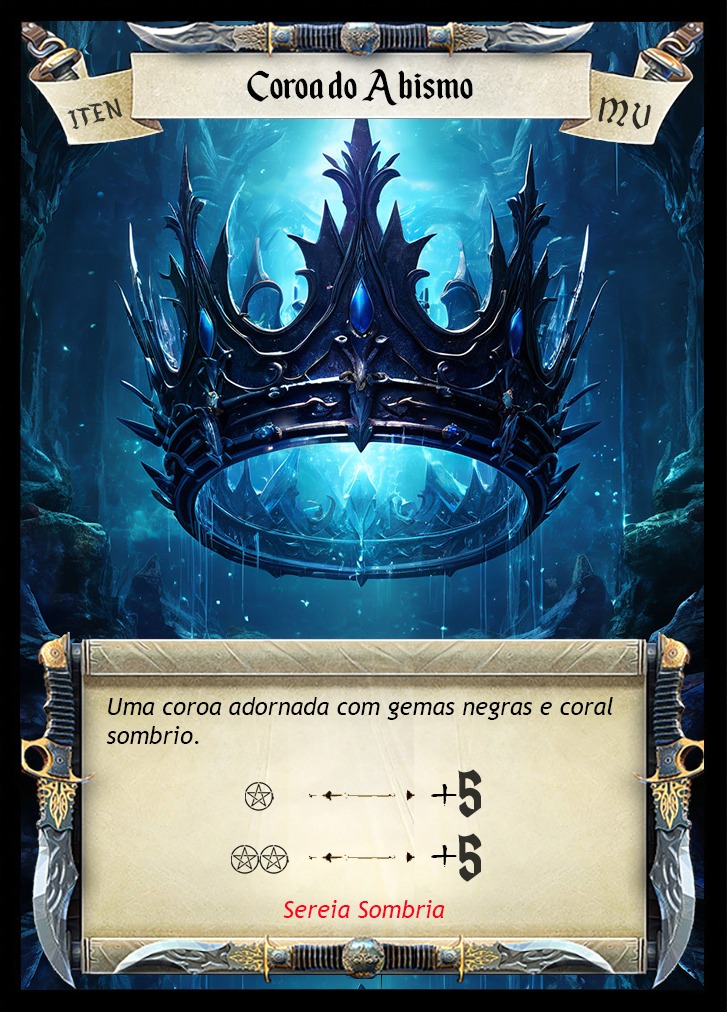 Coroa do Abismo
ITEN
MU
Uma coroa adornada com gemas negras e coral
sombrio.
+5
+5
Sereia Sombria